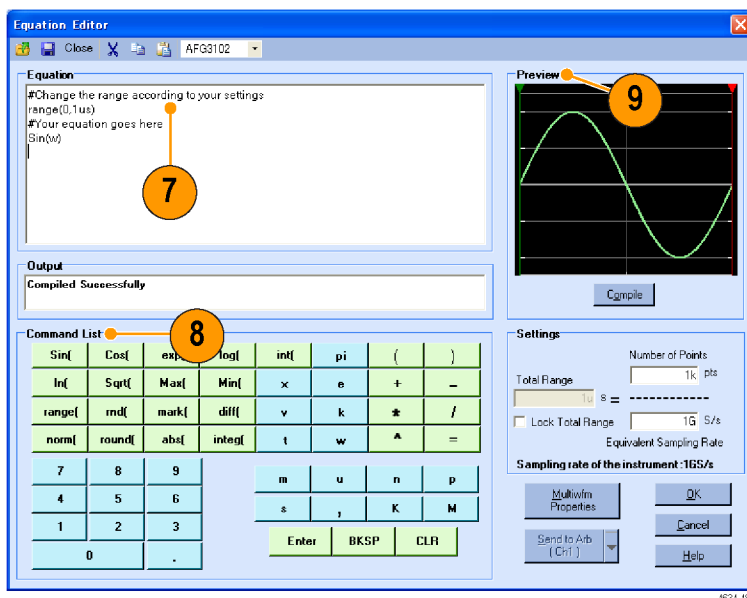 Equation Editor
Close AFG3102
Equation
#Change the range according to your settings
range(0,1us)
#Your equation goes here
Sin(w)
7
Output
Compiled Successfully
Preview
9
Compile
Command List
8
Sin( Cos( log( int( pi ( )
ln( Sqrt( Max( Min( x e + -
range( rnd( mark( diff( v k * /
norm( round( abs( integ( t w ^ =
7 8 9
4 5 6
1 2 3
0 .
m u n p
s , K M
Enter BKSP CLR
Settings
Number of Points
Total Range 1k pts
1u s = ------------
Lock Total Range 1G S/s
Equivalent Sampling Rate
Sampling rate of the instrument :1GS/s
Multiwfm Properties
OK
Cancel
Send to Arb
( Ch1 )
Help